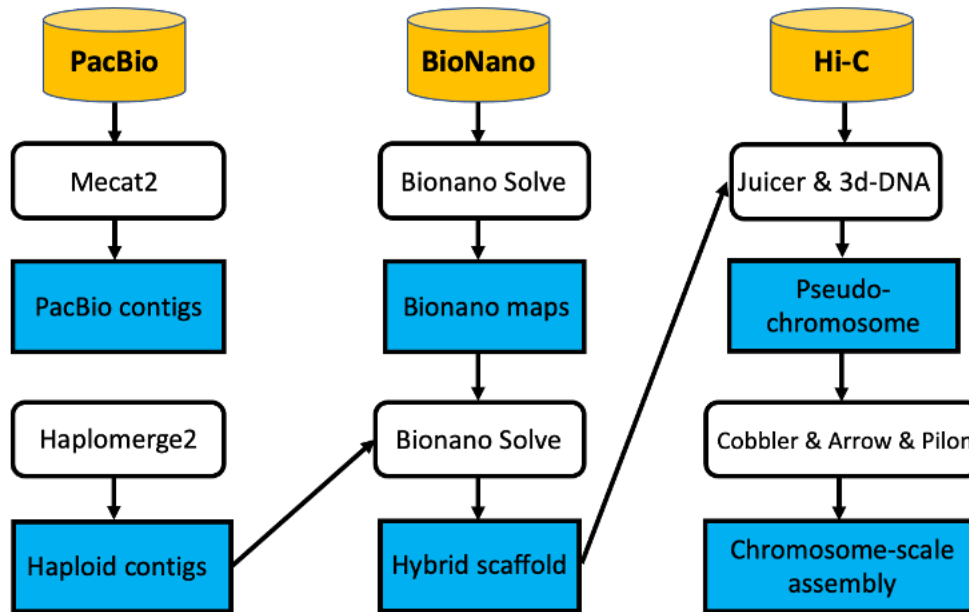 PacBio
Mecat2
PacBio contigs
Haplomerge2
Haploid contigs
BioNano
Bionano Solve
Bionano maps
Bionano Solve
Hybrid scaffold
Hi-C
Juicer & 3d-DNA
Pseudo-
chromosome
Cobbler & Arrow & Pilon
Chromosome-scale
assembly